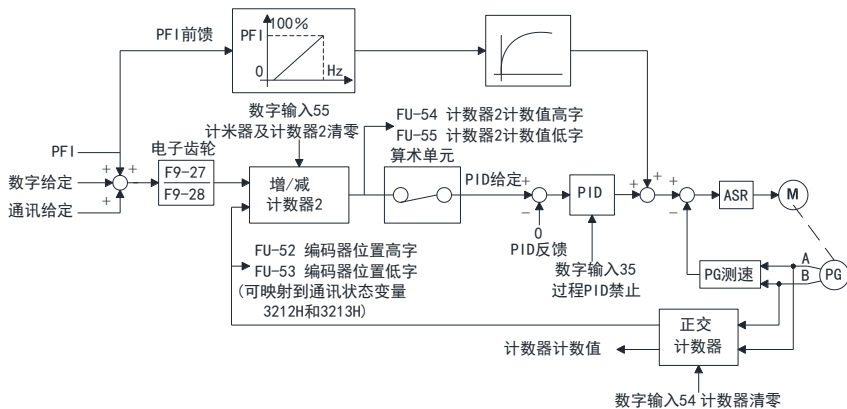 PFI前馈
100%
PFI
0
Hz
数字输入55
计米器及计数器2清零
FU-54 计数器2计数值高字
FU-55 计数器2计数值低字
PFI
电子齿轮
算术单元
数字给定
通讯给定
+
+
+
-
F9-27
F9-28
增/减
计数器2
PID给定
+
-
0
PID反馈
PID
+
+
+
-
ASR
M
FU-52 编码器位置高字
FU-53 编码器位置低字
(可映射到通讯状态变量
3212H和3213H)
数字输入35
过程PID禁止
PG测速
A
B
PG
正交
计数器
计数器计数值
数字输入54 计数器清零